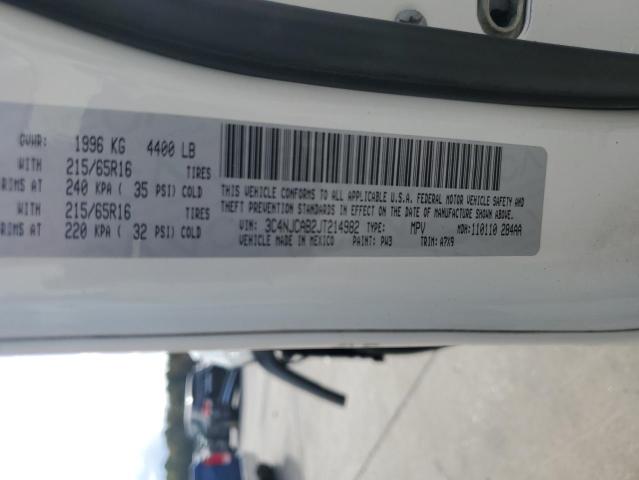 GVWR: 1996 KG 4400 LB
WITH 215/65R16 TIRES
RIMS AT 240 KPA ( 35 PSI) COLD
WITH 215/65R16 TIRES
RIMS AT 220 KPA ( 32 PSI) COLD
THIS VEHICLE CONFORMS TO ALL APPLICABLE U.S.A. FEDERAL MOTOR VEHICLE SAFETY AND
THEFT PREVENTION STANDARDS IN EFFECT ON THE DATE OF MANUFACTURE SHOWN ABOVE.
VIN: 3C4NJCAB2JT214982 TYPE: MPV MDH:110110 284AA
VEHICLE MADE IN MEXICO PAINT: PW3 TRIM: A7X9